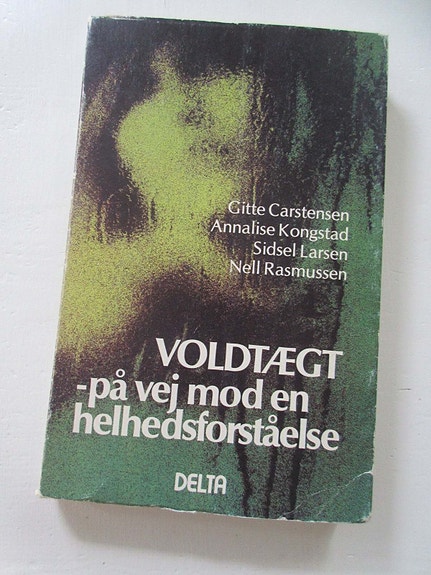 Gitte Carstensen
Annalise Kongstad
Sidsel Larsen
Nell Rasmussen
VOLDTÆGT
-på vej mod en
helhedsforståelse
DELTA